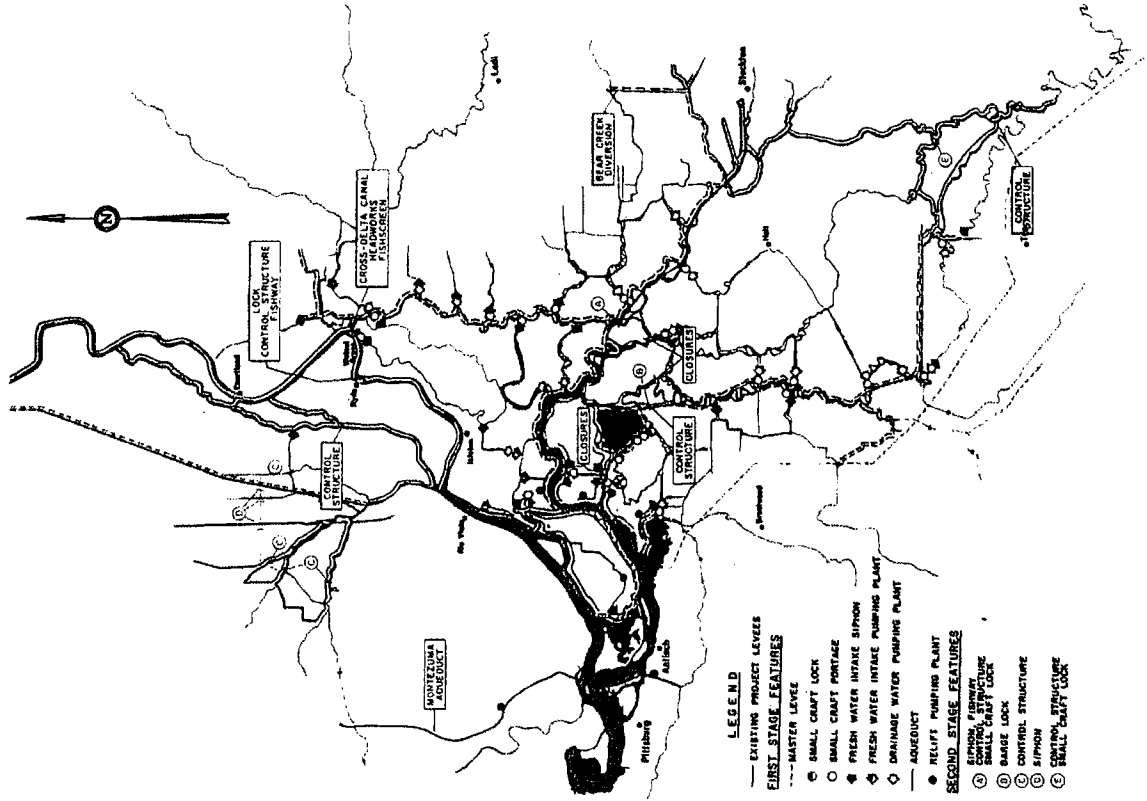 N
LOCK
CONTROL STRUCTURE
FISHWAY
CROSS-DELTA CANAL
HEADWORKS
FISHSCREEN
Lodi
BEAR CREEK
DIVERSION
Stockton
CONTROL
STRUCTURE
Ryde
Isleton
Rio Vista
MONTEZUMA
AQUEDUCT
CLOSURES
CLOSURES
CONTROL
STRUCTURE
Holt
CONTROL
STRUCTURE
Brentwood
Antioch
Pittsburg
A
B
C
C
C
E
LEGEND
EXISTING PROJECT LEVEES
FIRST STAGE FEATURES
MASTER LEVEE
SMALL CRAFT LOCK
SMALL CRAFT PORTAGE
FRESH WATER INTAKE SIPHON
FRESH WATER INTAKE PUMPING PLANT
DRAINAGE WATER PUMPING PLANT
AQUEDUCT
RELIFT PUMPING PLANT
SECOND STAGE FEATURES
A SIPHON, FISHWAY
CONTROL STRUCTURE
SMALL CRAFT LOCK
B BARGE LOCK
C CONTROL STRUCTURE
SIPHON
E CONTROL STRUCTURE
SMALL CRAFT LOCK